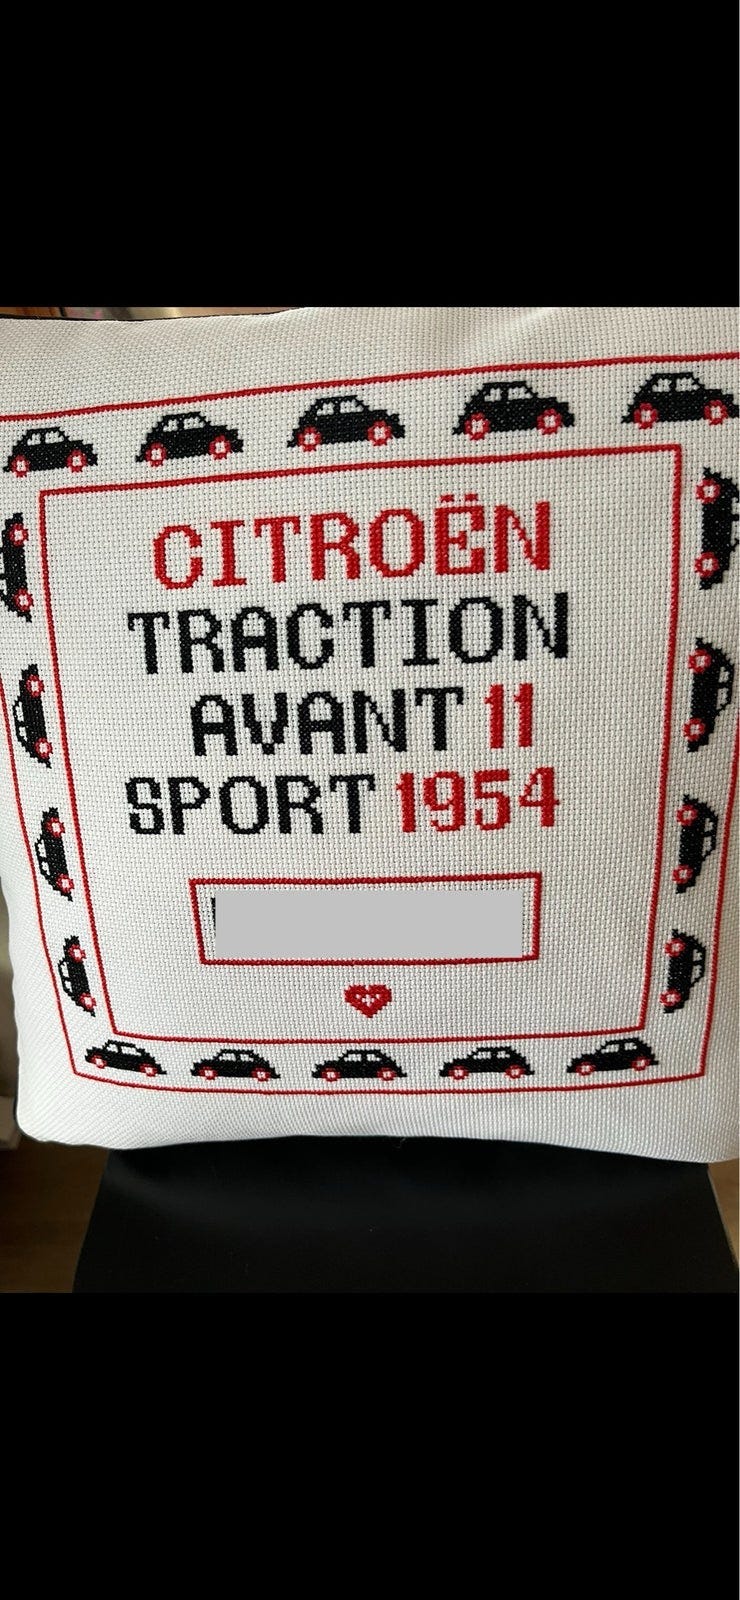 CITROËN
TRACTION
AVANT 11
SPORT 1954